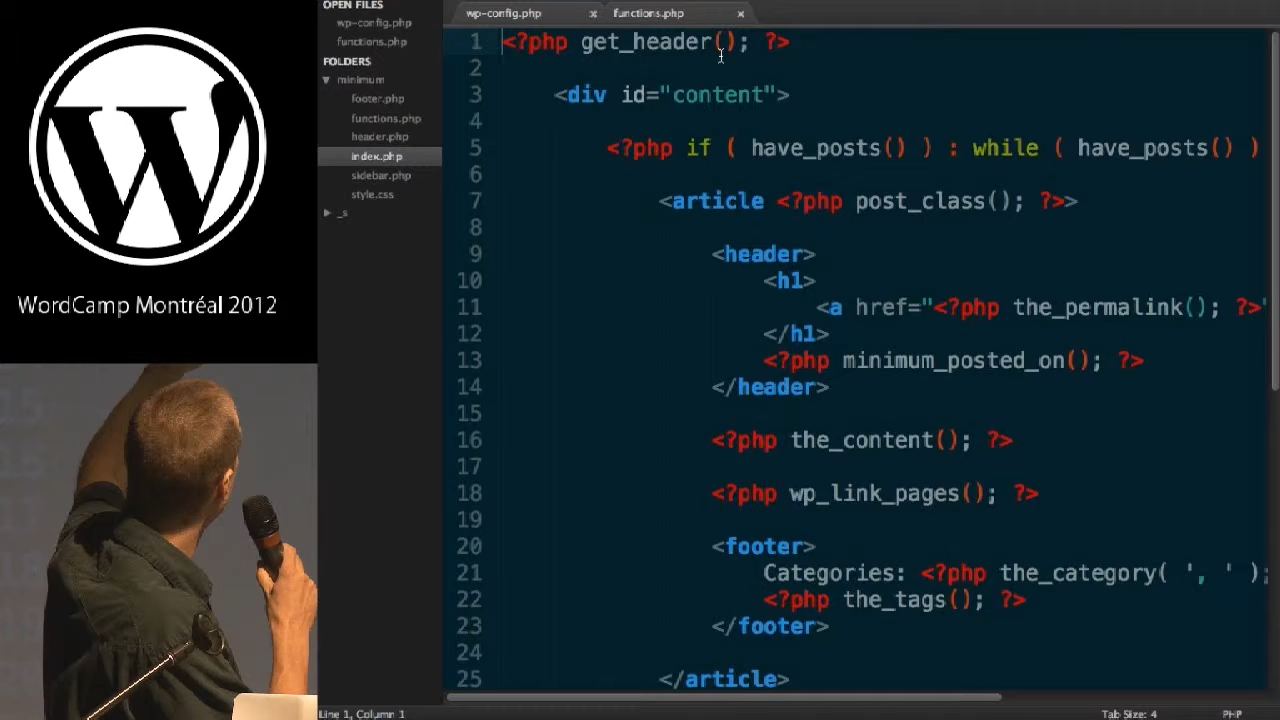 WordCamp Montréal 2012
OPEN FILES
wp-config.php
functions.php
FOLDERS
minimum
footer.php
functions.php
header.php
index.php
sidebar.php
style.css
_s
wp-config.php x
functions.php x
1 <?php get_header(); ?>
2
3 <div id="content">
4
5 <?php if ( have_posts() ) : while ( have_posts() )
6
7 <article <?php post_class(); ?>>
8
9 <header>
10 <h1>
11 <a href="<?php the_permalink(); ?>"
12 </h1>
13 <?php minimum_posted_on(); ?>
14 </header>
15
16 <?php the_content(); ?>
17
18 <?php wp_link_pages(); ?>
19
20 <footer>
21 Categories: <?php the_category( ', ' );
22 <?php the_tags(); ?>
23 </footer>
24
25 </article>
Line 1, Column 1
Tab Size: 4
PHP